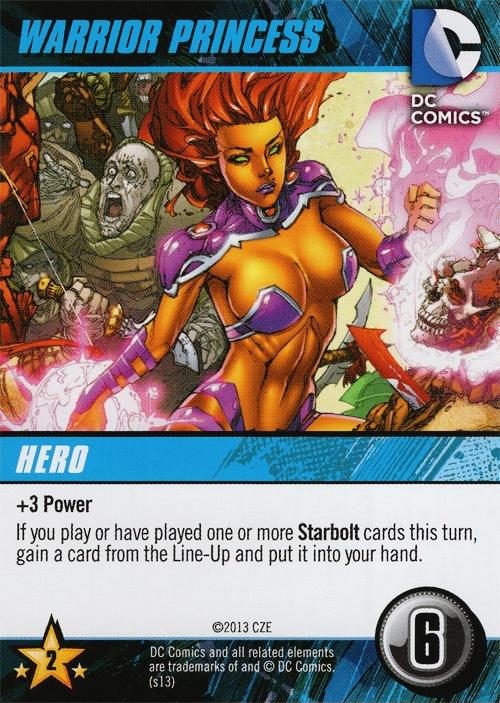 WARRIOR PRINCESS
DC
DC
COMICS™
HERO
+3 Power
If you play or have played one or more Starbolt cards this turn,
gain a card from the Line-Up and put it into your hand.
©2013 CZE
2
DC Comics and all related elements
are trademarks of and © DC Comics.
(s13)
6